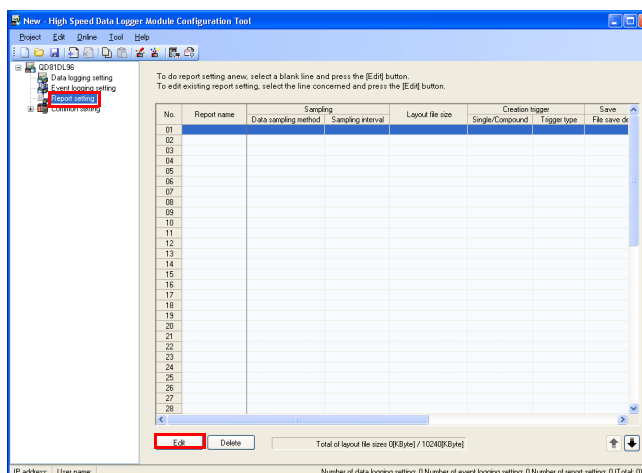 New - High Speed Data Logger Module Configuration Tool
Project Edit Online Tool Help
QD81DL96
Data logging setting
Event logging setting
Report setting
Common setting
To do report setting anew, select a blank line and press the [Edit] button.
To edit existing report setting, select the line concerned and press the [Edit] button.
No. Report name Sampling Layout file size Creation trigger Save
Data sampling method Sampling interval Single/Compound Trigger type File save de
01
02
03
04
05
06
07
08
09
10
11
12
13
14
15
16
17
18
19
20
21
22
23
24
25
26
27
28
Edit Delete Total of layout file sizes 0[KByte] / 10240[KByte]
IP address: User name: Number of data logging setting: 0 Number of event logging setting: 0 Number of report setting: 0 (Total: 0)